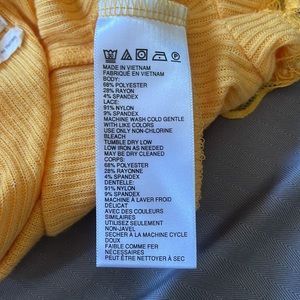 MADE IN VIETNAM
FABRIQUÉ EN VIETNAM
BODY:
68% POLYESTER
28% RAYON
4% SPANDEX
LACE:
91% NYLON
9% SPANDEX
MACHINE WASH COLD GENTLE
WITH LIKE COLORS
USE ONLY NON-CHLORINE
BLEACH
TUMBLE DRY LOW
LOW IRON AS NEEDED
MAY BE DRY CLEANED
CORPS:
68% POLYESTER
28% RAYONNE
4% SPANDEX
DENTELLE:
91% NYLON
9% SPANDEX
MACHINE A LAVER FROID
DÉLICAT
AVEC DES COULEURS
SIMILAIRES
UTILISEZ SEULEMENT
NON-JAVEL
SECHER A LA MACHINE CYCLE
DOUX
FAIBLE COMME FER
NÉCESSAIRE
PEUT ÊTRE NETTOYER À SEC